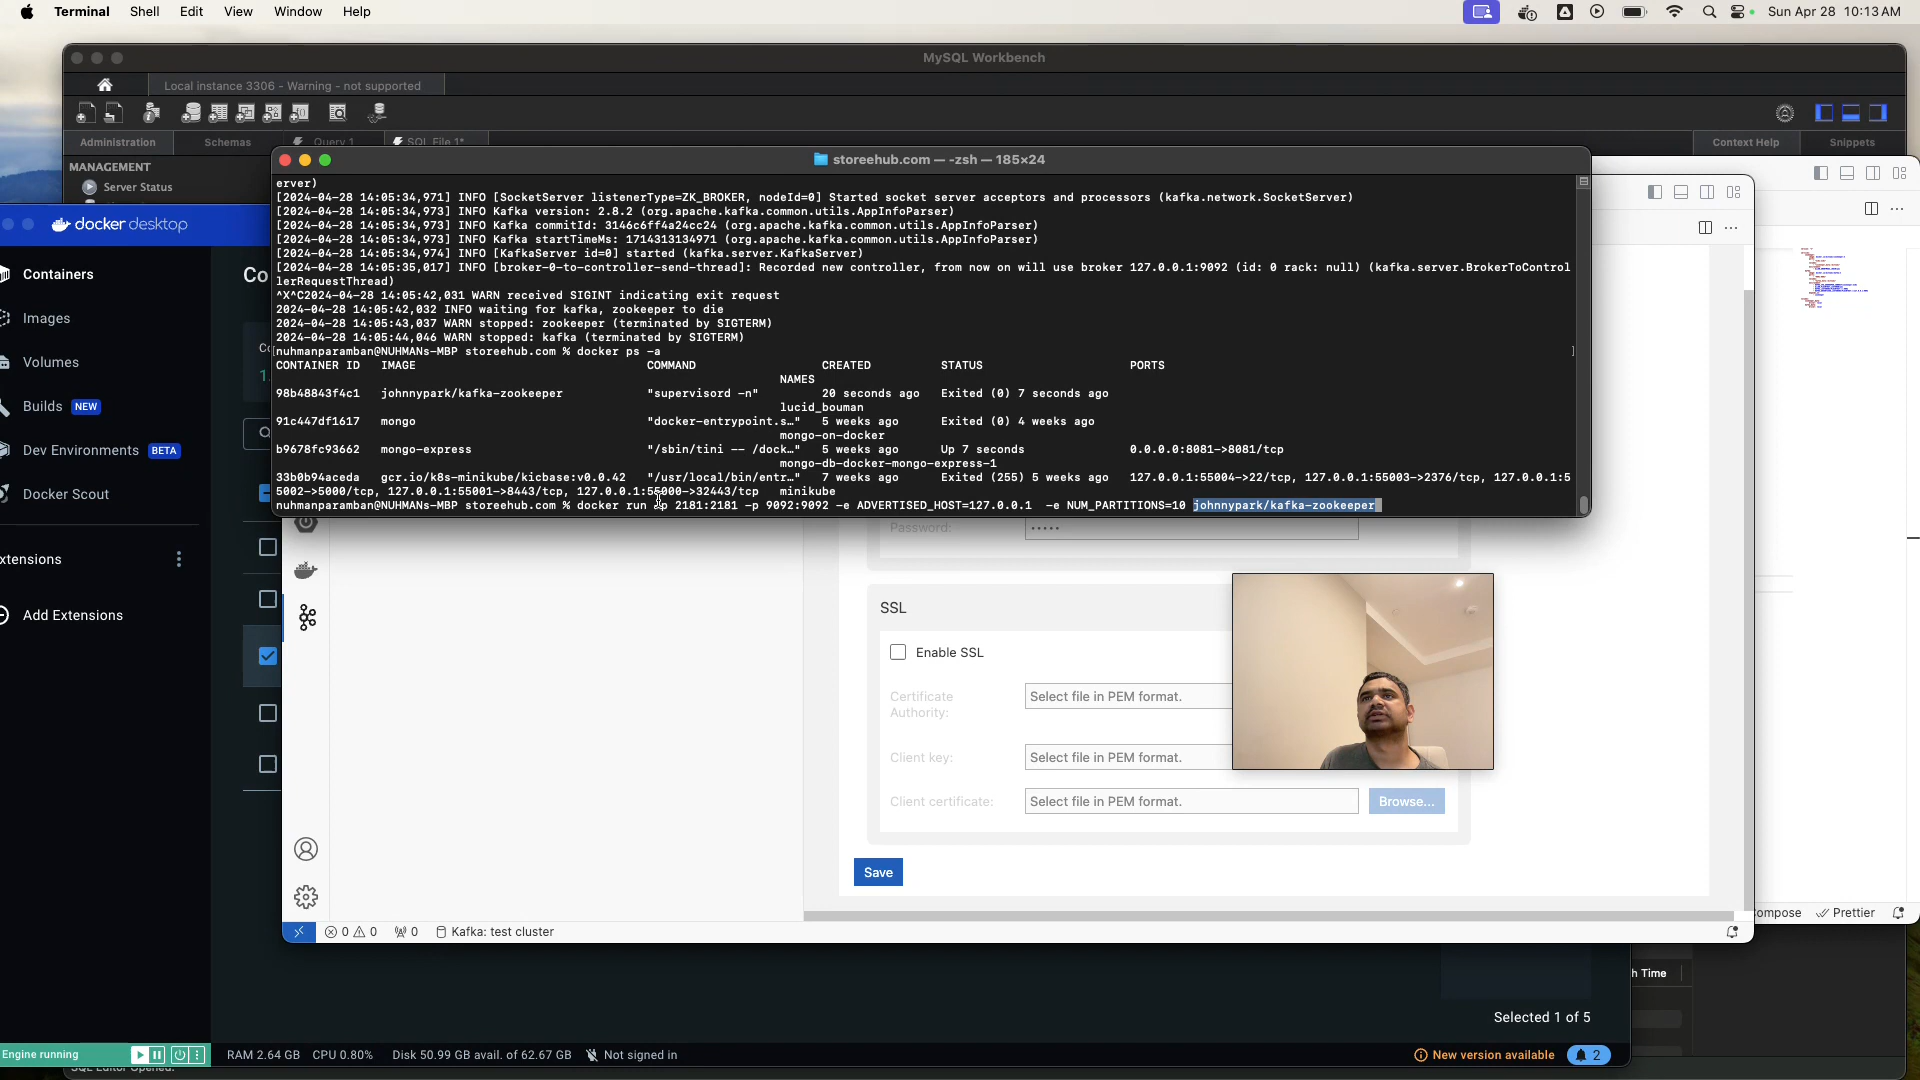 Terminal Shell Edit View Window Help
Sun Apr 28 10:13 AM
MySQL Workbench
Local instance 3306 - Warning - not supported
Administration Schemas Query 1 SQL File 1* Context Help Snippets
MANAGEMENT
Server Status
storeehub.com — -zsh — 185×24
erver)
[2024-04-28 14:05:34,971] INFO [SocketServer listenerType=ZK_BROKER, nodeId=0] Started socket server acceptors and processors (kafka.network.SocketServer)
[2024-04-28 14:05:34,973] INFO Kafka version: 2.8.2 (org.apache.kafka.common.utils.AppInfoParser)
[2024-04-28 14:05:34,973] INFO Kafka commitId: 3146c6ff4a24cc24 (org.apache.kafka.common.utils.AppInfoParser)
[2024-04-28 14:05:34,973] INFO Kafka startTimeMs: 1714313134971 (org.apache.kafka.common.utils.AppInfoParser)
[2024-04-28 14:05:34,974] INFO [KafkaServer id=0] started (kafka.server.KafkaServer)
[2024-04-28 14:05:35,017] INFO [broker-0-to-controller-send-thread]: Recorded new controller, from now on will use broker 127.0.0.1:9092 (id: 0 rack: null) (kafka.server.BrokerToControl
lerRequestThread)
^X^C2024-04-28 14:05:42,031 WARN received SIGINT indicating exit request
2024-04-28 14:05:42,032 INFO waiting for kafka, zookeeper to die
2024-04-28 14:05:43,037 WARN stopped: zookeeper (terminated by SIGTERM)
2024-04-28 14:05:44,046 WARN stopped: kafka (terminated by SIGTERM)
[nuhmanparamban@NUHMANs-MBP storeehub.com % docker ps -a ]
CONTAINER ID IMAGE COMMAND CREATED STATUS PORTS
NAMES
98b48843f4c1 johnnypark/kafka-zookeeper "supervisord -n" 20 seconds ago Exited (0) 7 seconds ago
lucid_bouman
91c447df1617 mongo "docker-entrypoint.s…" 5 weeks ago Exited (0) 4 weeks ago
mongo-on-docker
b9678fc93662 mongo-express "/sbin/tini -- /dock…" 5 weeks ago Up 7 seconds 0.0.0.0:8081->8081/tcp
mongo-db-docker-mongo-express-1
33b0b94aceda gcr.io/k8s-minikube/kicbase:v0.0.42 "/usr/local/bin/entr…" 7 weeks ago Exited (255) 5 weeks ago 127.0.0.1:55004->22/tcp, 127.0.0.1:55003->2376/tcp, 127.0.0.1:5
5002->5000/tcp, 127.0.0.1:55001->8443/tcp, 127.0.0.1:55000->32443/tcp minikube
nuhmanparamban@NUHMANs-MBP storeehub.com % docker run -p 2181:2181 -p 9092:9092 -e ADVERTISED_HOST=127.0.0.1 -e NUM_PARTITIONS=10 johnnypark/kafka-zookeeper
docker desktop
Containers
Images
Volumes
Builds NEW
Dev Environments BETA
Docker Scout
Extensions
Add Extensions
Co
Password: •••••
SSL
Enable SSL
Certificate
Authority:
Select file in PEM format.
Client key:
Select file in PEM format.
Client certificate:
Select file in PEM format.
Browse...
Save
0 0 0 Kafka: test cluster
Compose Prettier
h Time
Selected 1 of 5
Engine running
RAM 2.64 GB CPU 0.80% Disk 50.99 GB avail. of 62.67 GB Not signed in
New version available 2
SQL Editor Opened.